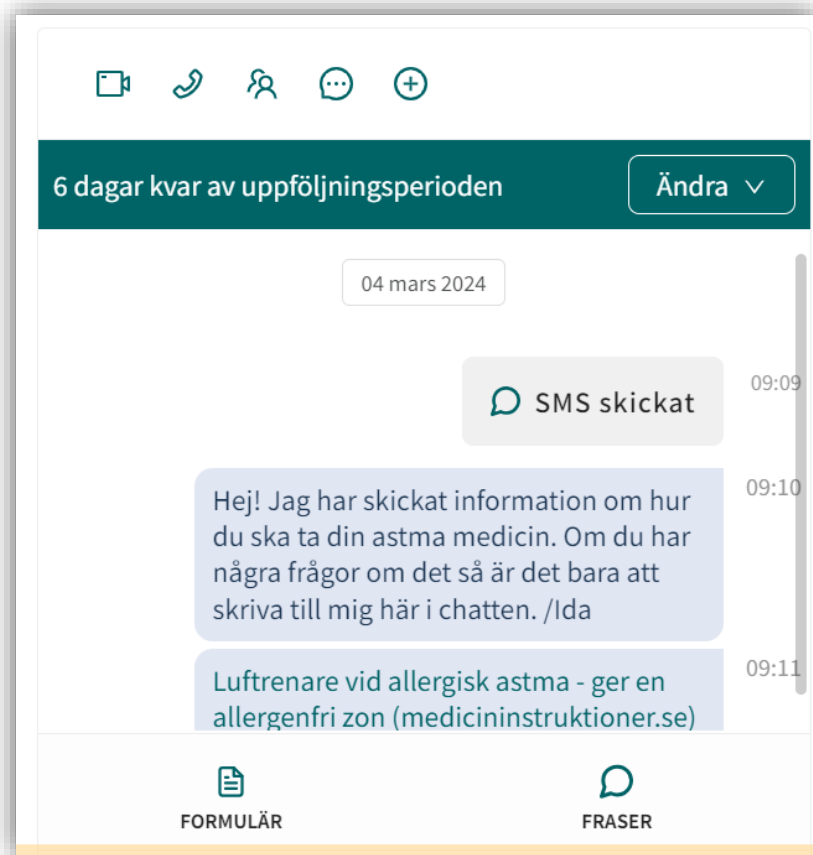 6 dagar kvar av uppföljningsperioden
Ändra
04 mars 2024
SMS skickat
09:09
Hej! Jag har skickat information om hur
du ska ta din astma medicin. Om du har
några frågor om det så är det bara att
skriva till mig här i chatten. /Ida
09:10
Luftrenare vid allergisk astma - ger en
allergenfri zon (medicininstruktioner.se)
09:11
FORMULÄR
FRASER